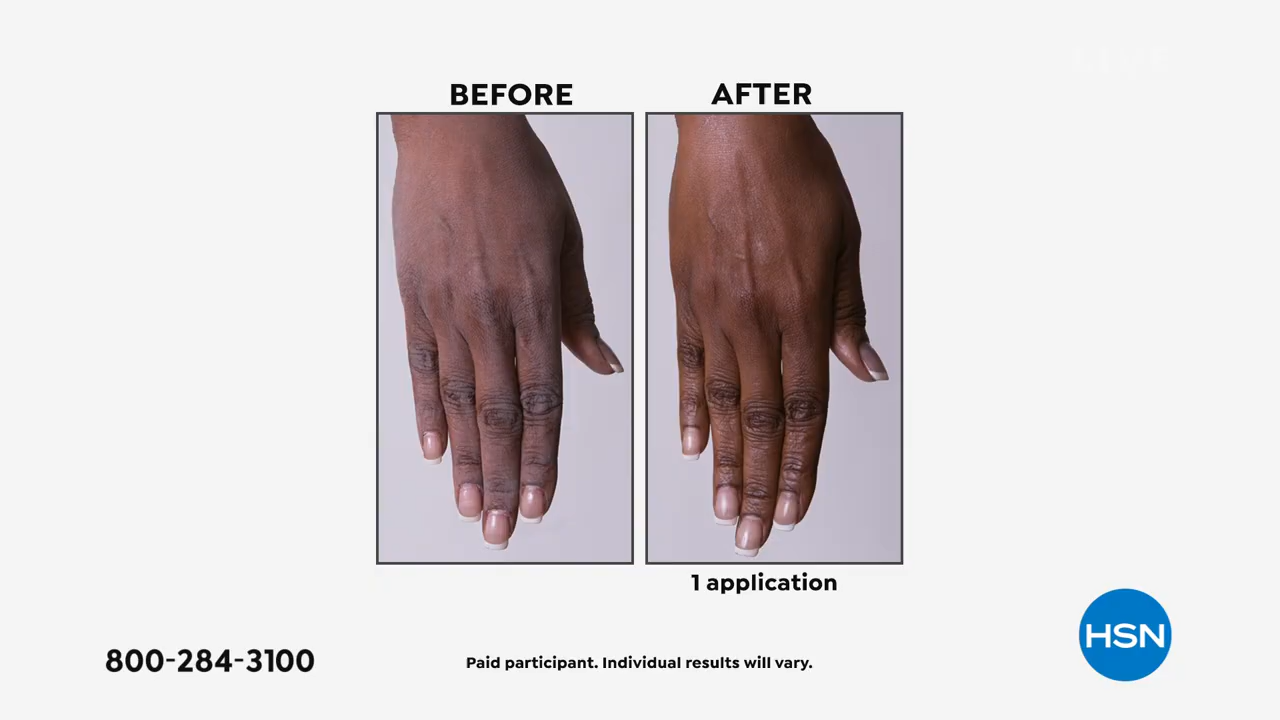 BEFORE
AFTER
1 application
800-284-3100
Paid participant. Individual results will vary.
HSN